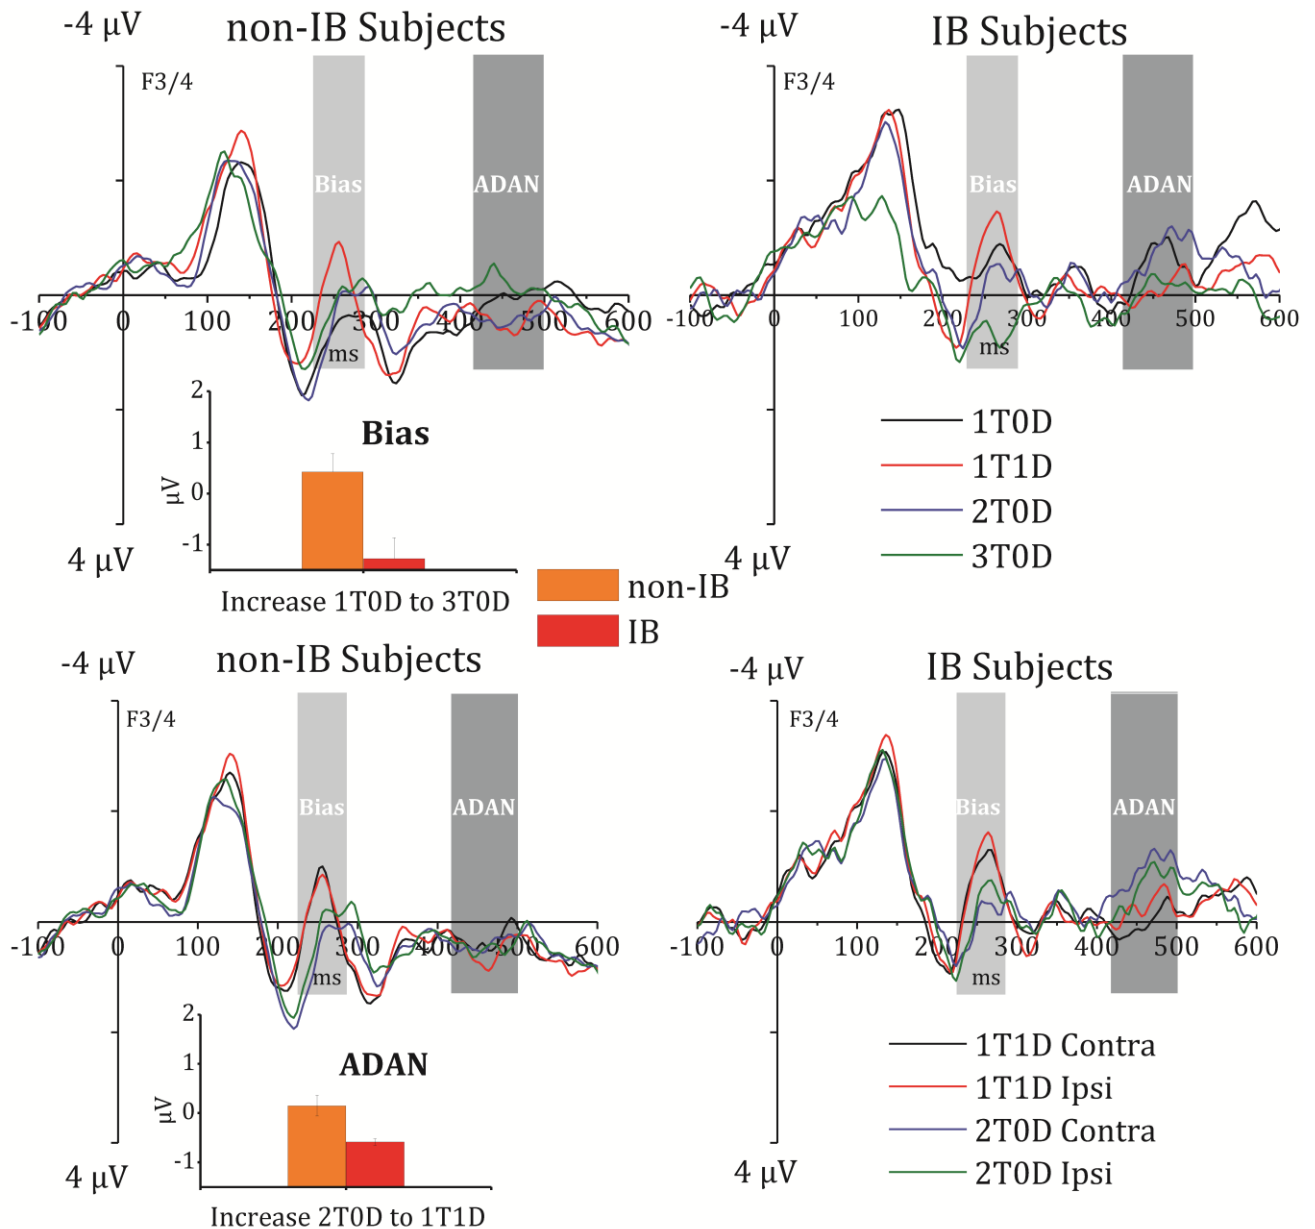 -4 μV
non-IB Subjects
F3/4
Bias
ADAN
-100 0 100 200 300 400 500 600
ms
4 μV
-4 μV
IB Subjects
F3/4
Bias
ADAN
-100 0 100 200 300 400 500 600
ms
4 μV
1T0D
1T1D
2T0D
3T0D
2
1
0
-1
μV
Bias
Increase 1T0D to 3T0D
non-IB
IB
-4 μV
non-IB Subjects
F3/4
Bias
ADAN
-100 0 100 200 300 400 500 600
ms
4 μV
-4 μV
IB Subjects
F3/4
Bias
ADAN
-100 0 100 200 300 400 500 600
ms
4 μV
1T1D Contra
1T1D Ipsi
2T0D Contra
2T0D Ipsi
2
1
0
-1
μV
ADAN
Increase 2T0D to 1T1D